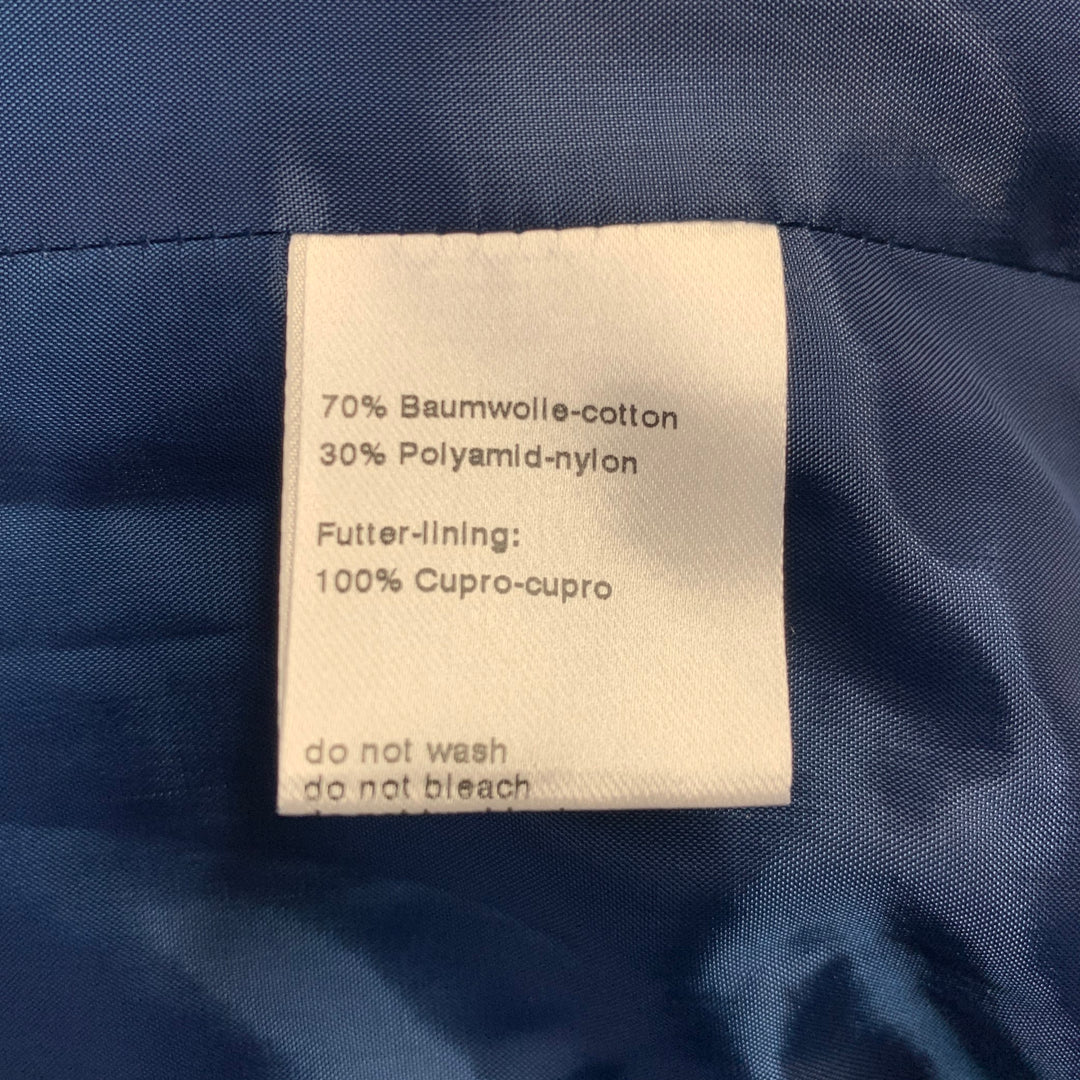 70% Baumwolle-cotton
30% Polyamid-nylon
Futter-lining:
100% Cupro-cupro
do not wash
do not bleach